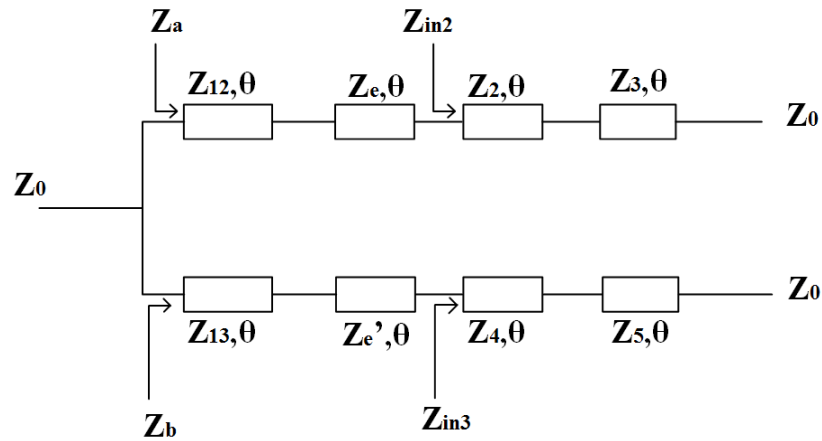 Za Zin2
Z12,θ Ze,θ Z2,θ Z3,θ
Z0
Z0
Z0
Z13,θ Ze’,θ Z4,θ Z5,θ
Zb Zin3